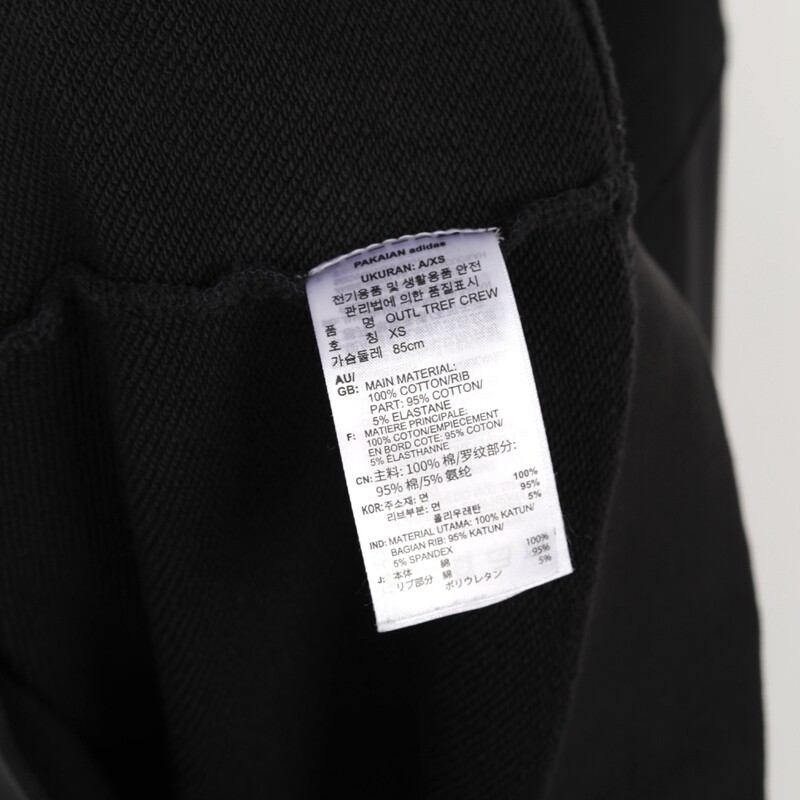 PAKAIAN adidas
UKURAN: A/XS
전기용품 및 생활용품 안전
관리법에 의한 품질표시
품 명 OUTL TREF CREW
호 칭 XS
가슴둘레 85cm
AU/
GB: MAIN MATERIAL:
100% COTTON/RIB
PART: 95% COTTON/
5% ELASTANE
F: MATIERE PRINCIPALE:
100% COTON/EMPIECEMENT
EN BORD COTE: 95% COTON/
5% ÉLASTHANNE
CN: 主料: 100% 棉/罗纹部分:
95% 棉/5% 氨纶
KOR: 주소재: 면 100%
리브부분: 면 95%
폴리우레탄 5%
IND: MATERIAL UTAMA: 100% KATUN/
BAGIAN RIB: 95% KATUN/
5% SPANDEX
J: 本体 綿 100%
リブ部分 綿 95%
ポリウレタン 5%